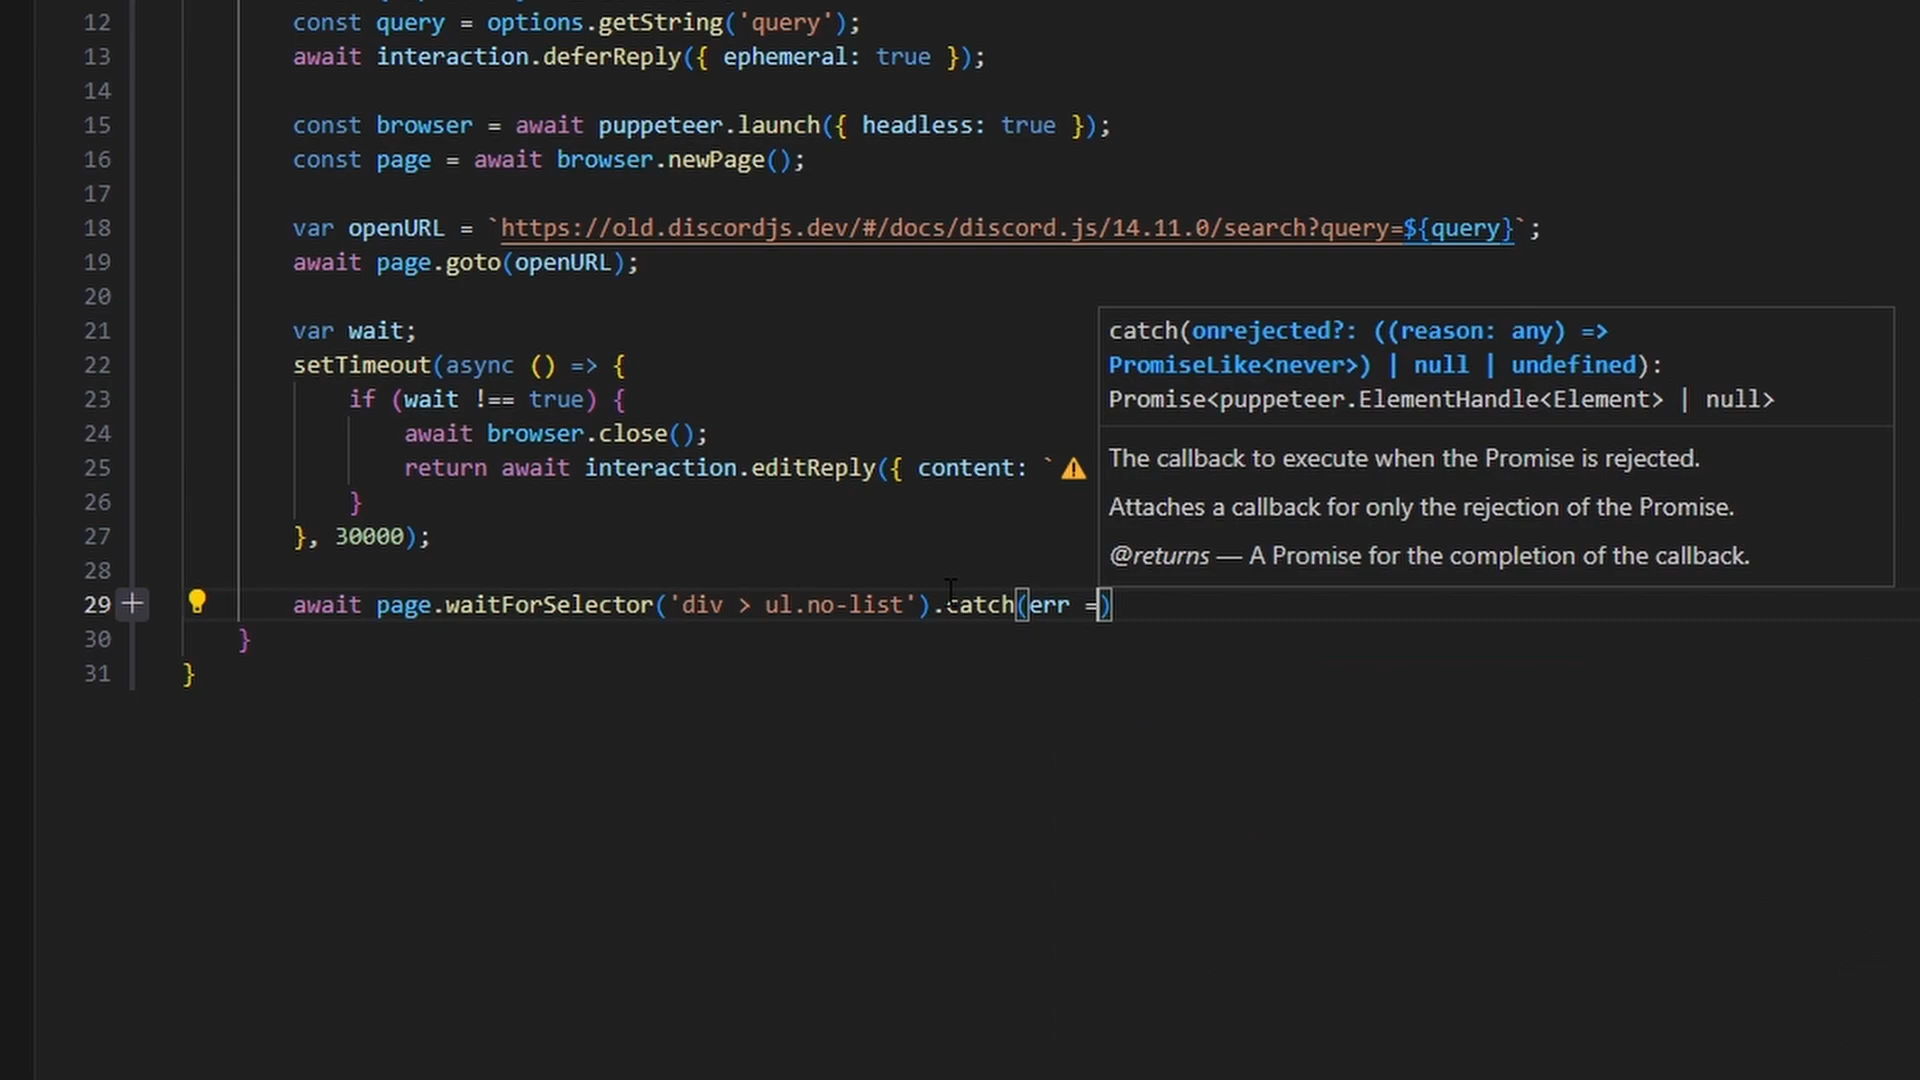 12 const query = options.getString('query');
13 await interaction.deferReply({ ephemeral: true });
14
15 const browser = await puppeteer.launch({ headless: true });
16 const page = await browser.newPage();
17
18 var openURL = `https://old.discordjs.dev/#/docs/discord.js/14.11.0/search?query=${query}`;
19 await page.goto(openURL);
20
21 var wait;
22 setTimeout(async () => {
23 if (wait !== true) {
24 await browser.close();
25 return await interaction.editReply({ content: `⚠
26 }
27 }, 30000);
28
29 await page.waitForSelector('div > ul.no-list').catch(err =)
30 }
31 }
catch(onrejected?: ((reason: any) =>
PromiseLike<never>) | null | undefined):
Promise<puppeteer.ElementHandle<Element> | null>
The callback to execute when the Promise is rejected.
Attaches a callback for only the rejection of the Promise.
@returns — A Promise for the completion of the callback.